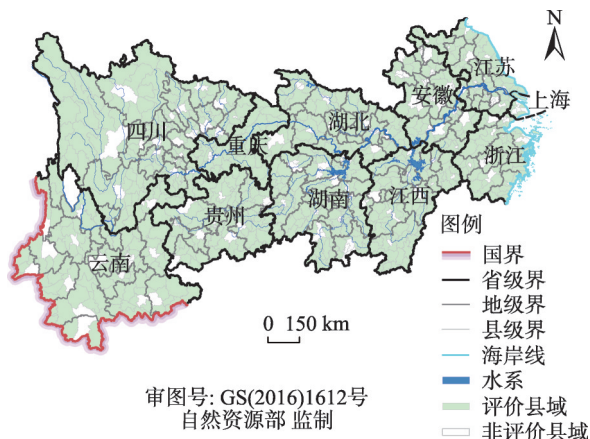 N
江苏
安徽
上海
四川
湖北
重庆
浙江
湖南
江西
贵州
云南
图例
国界
省级界
地级界
县级界
海岸线
水系
评价县域
非评价县域
0 150 km
审图号: GS(2016)1612号
自然资源部 监制